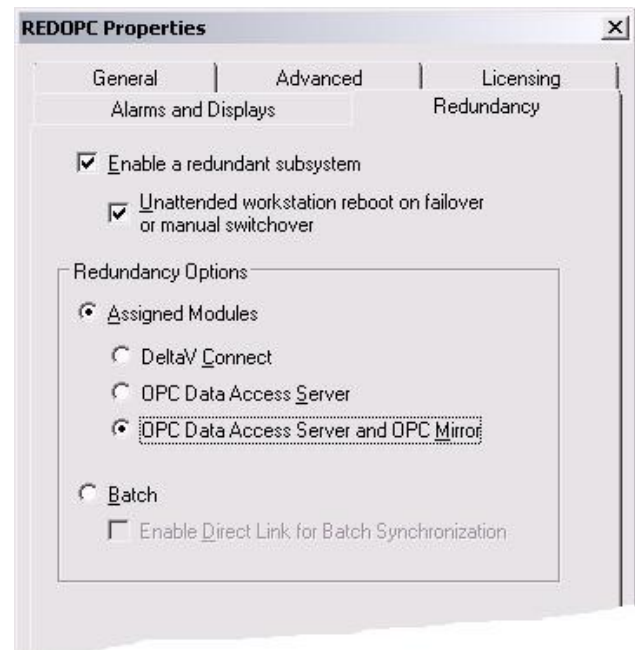 REDOPC Properties
General
Advanced
Licensing
Alarms and Displays
Redundancy
Enable a redundant subsystem
Unattended workstation reboot on failover
or manual switchover
Redundancy Options
Assigned Modules
DeltaV Connect
OPC Data Access Server
OPC Data Access Server and OPC Mirror
Batch
Enable Direct Link for Batch Synchronization